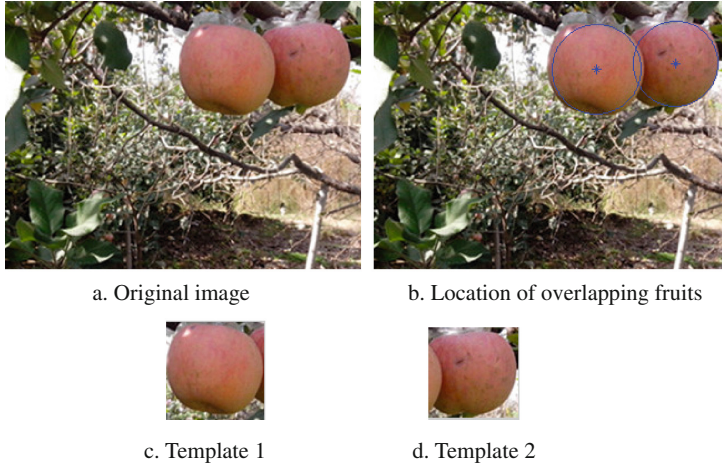 a. Original image
b. Location of overlapping fruits
c. Template 1
d. Template 2